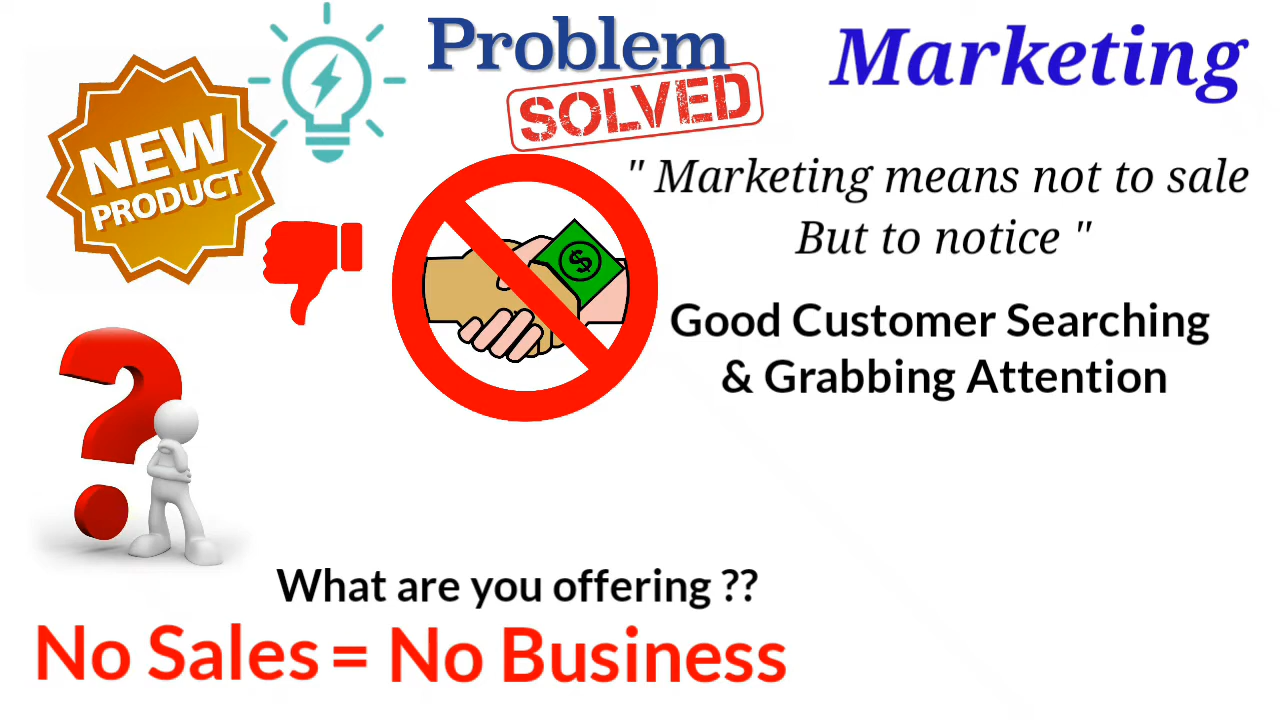 NEW
PRODUCT
Problem
SOLVED
Marketing
" Marketing means not to sale
But to notice "
$
Good Customer Searching
& Grabbing Attention
?
What are you offering ??
No Sales = No Business